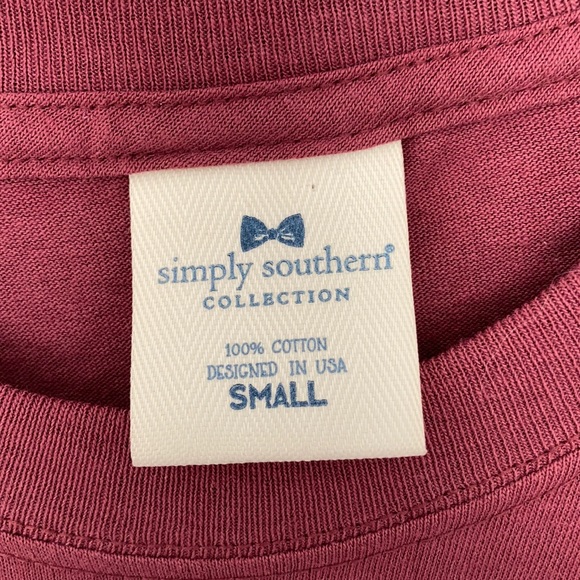 simply southern®
COLLECTION
100% COTTON
DESIGNED IN USA
SMALL